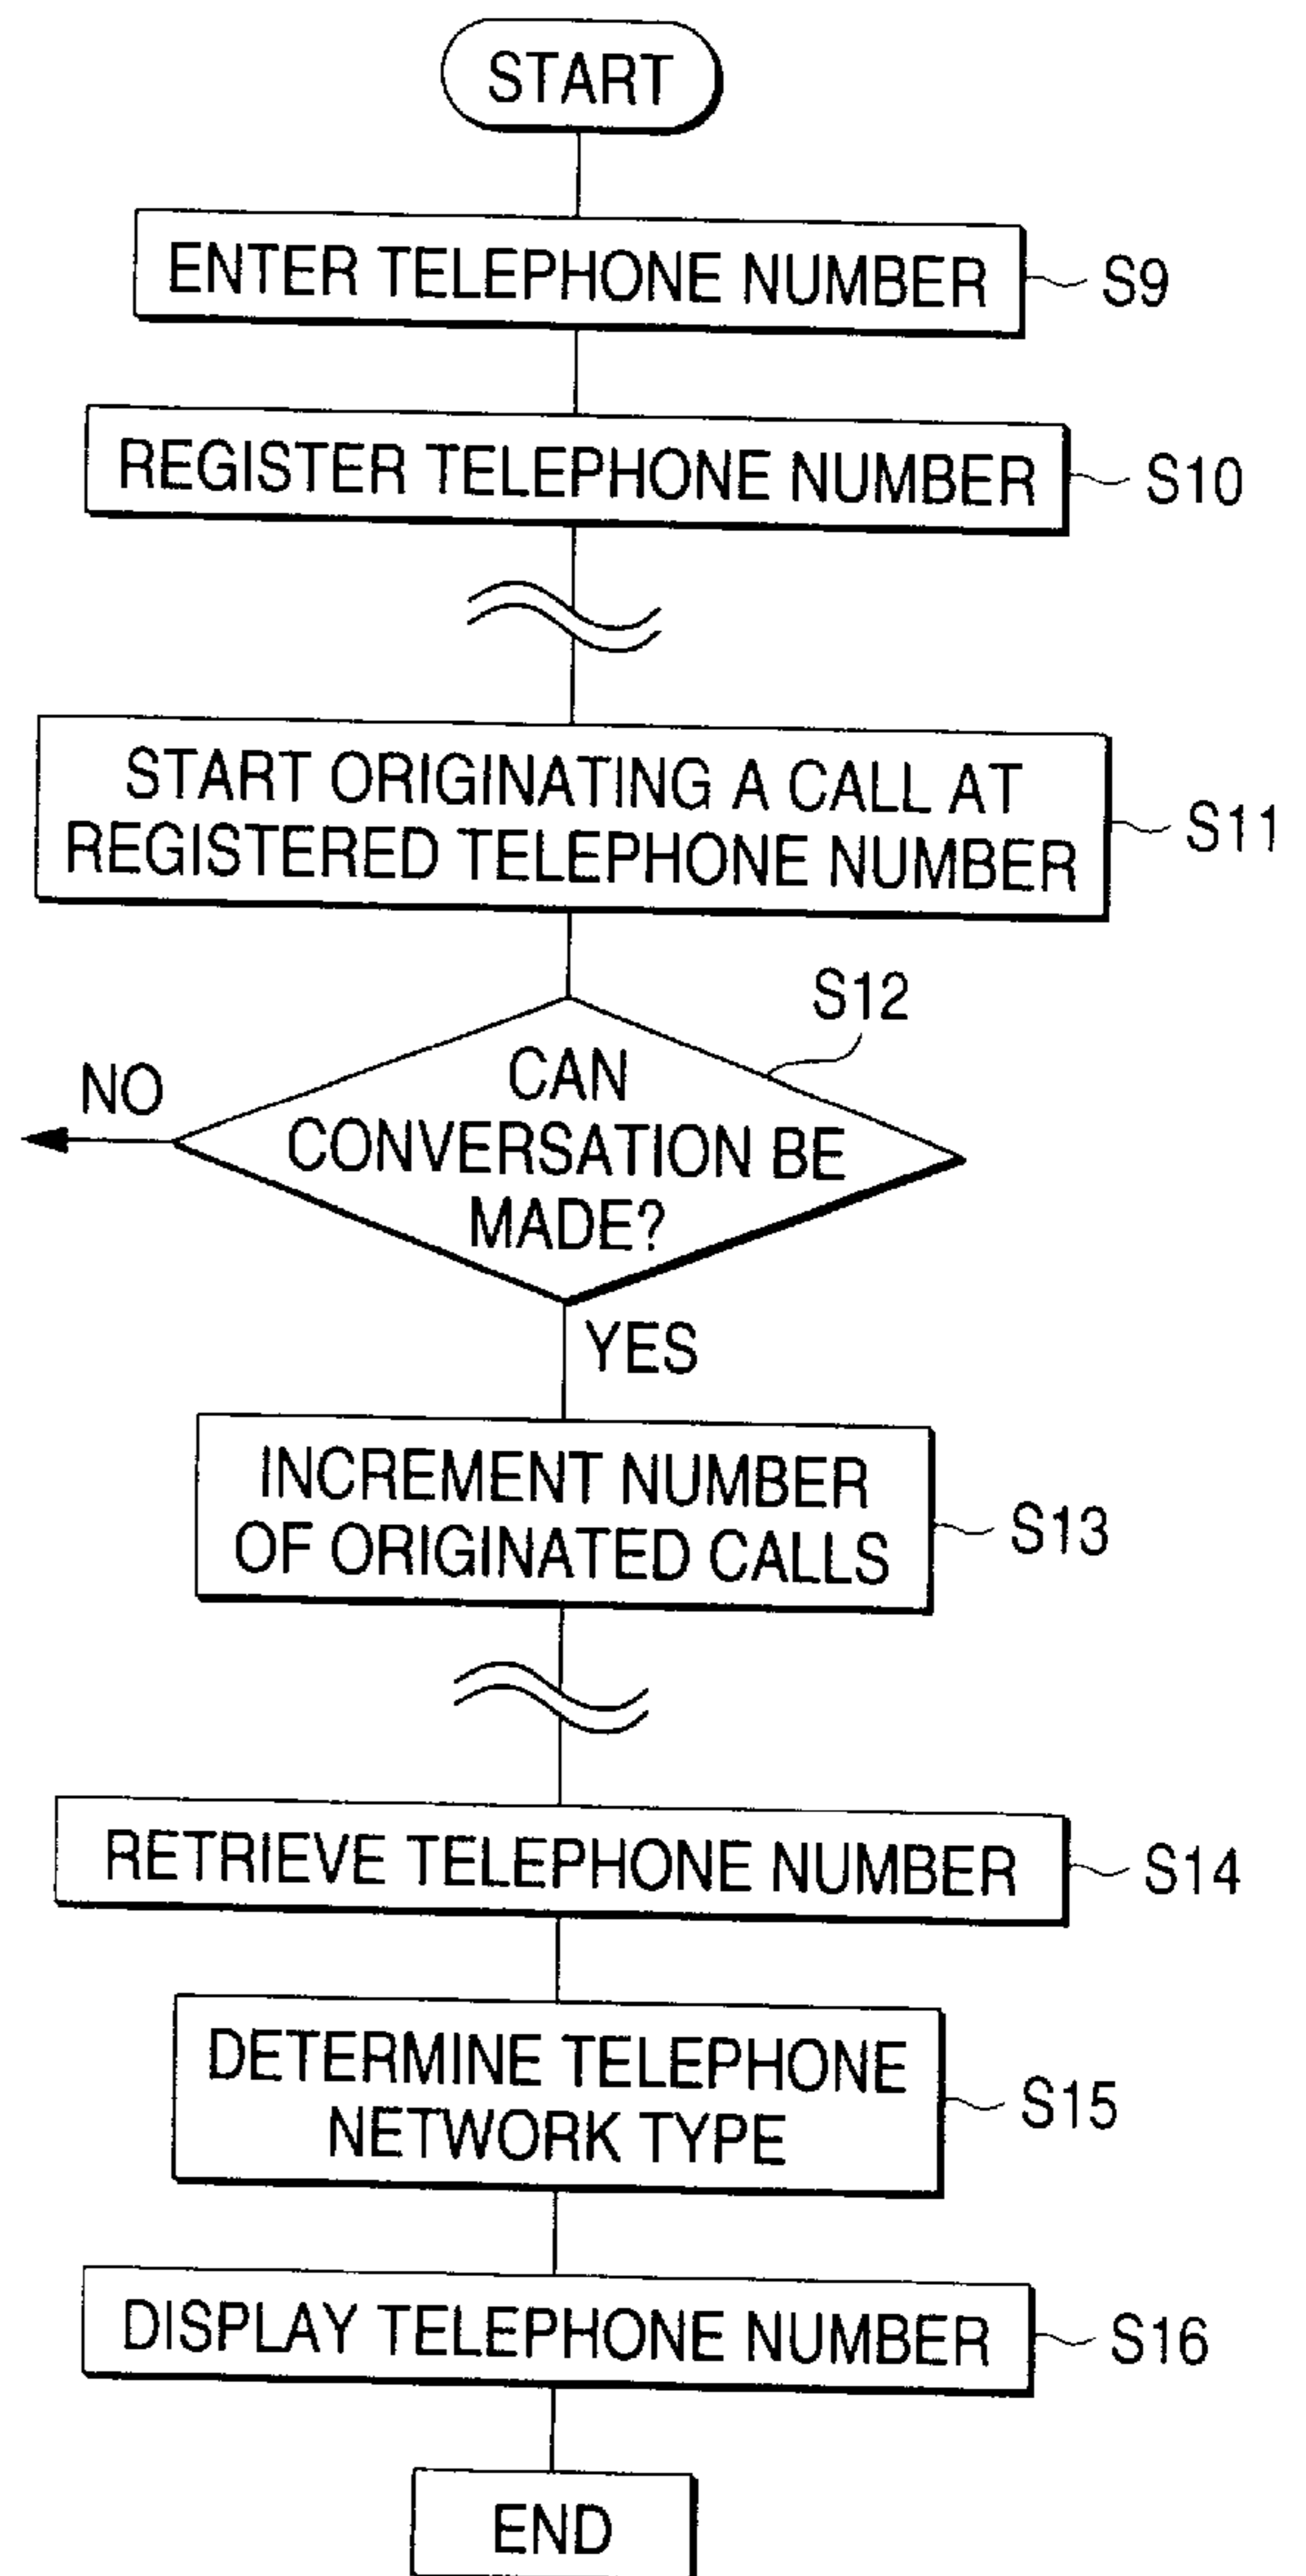 START
ENTER TELEPHONE NUMBER
S9
REGISTER TELEPHONE NUMBER
S10
START ORIGINATING A CALL AT
REGISTERED TELEPHONE NUMBER
S11
S12
NO
CAN
CONVERSATION BE
MADE?
YES
INCREMENT NUMBER
OF ORIGINATED CALLS
S13
RETRIEVE TELEPHONE NUMBER
S14
DETERMINE TELEPHONE
NETWORK TYPE
S15
DISPLAY TELEPHONE NUMBER
S16
END